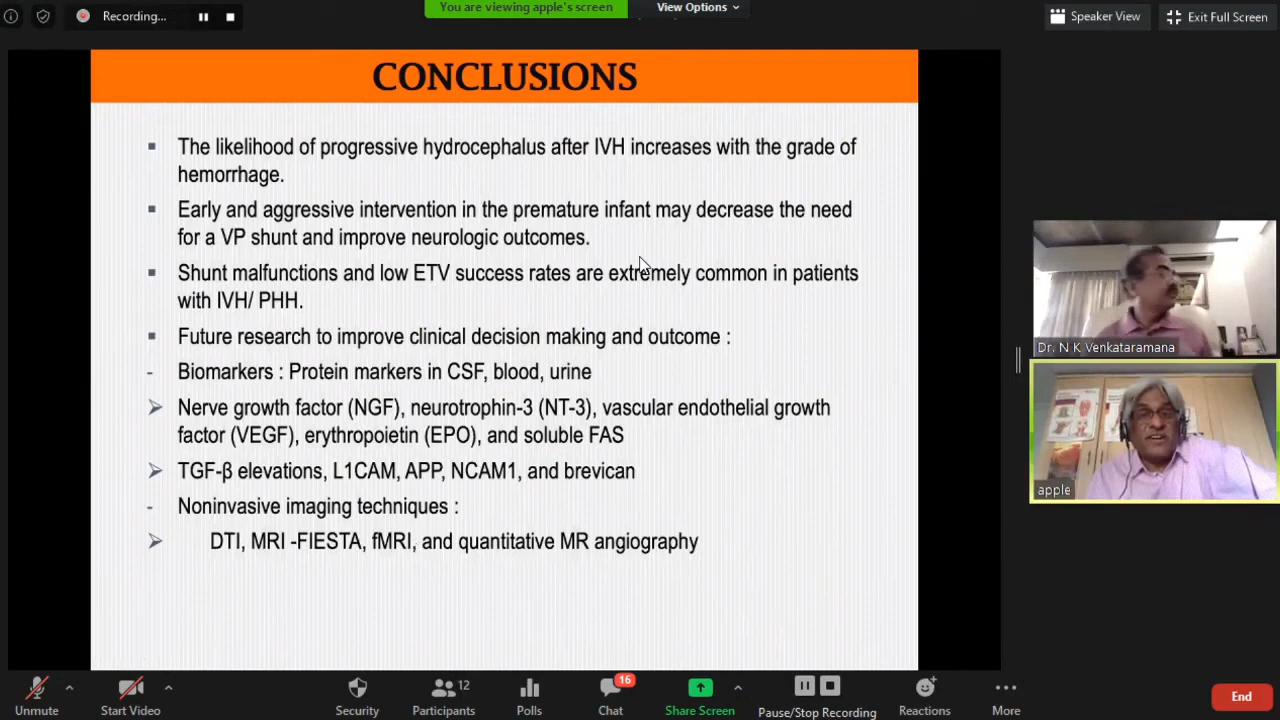 Recording...
You are viewing apple's screen
View Options
Speaker View
Exit Full Screen
CONCLUSIONS
The likelihood of progressive hydrocephalus after IVH increases with the grade of
hemorrhage.
Early and aggressive intervention in the premature infant may decrease the need
for a VP shunt and improve neurologic outcomes.
Shunt malfunctions and low ETV success rates are extremely common in patients
with IVH/ PHH.
Future research to improve clinical decision making and outcome :
- Biomarkers : Protein markers in CSF, blood, urine
Nerve growth factor (NGF), neurotrophin-3 (NT-3), vascular endothelial growth
factor (VEGF), erythropoietin (EPO), and soluble FAS
TGF-β elevations, L1CAM, APP, NCAM1, and brevican
- Noninvasive imaging techniques :
DTI, MRI -FIESTA, fMRI, and quantitative MR angiography
Dr. N K Venkataramana
apple
Unmute
Start Video
Security
12
Participants
Polls
16
Chat
Share Screen
Pause/Stop Recording
Reactions
More
End